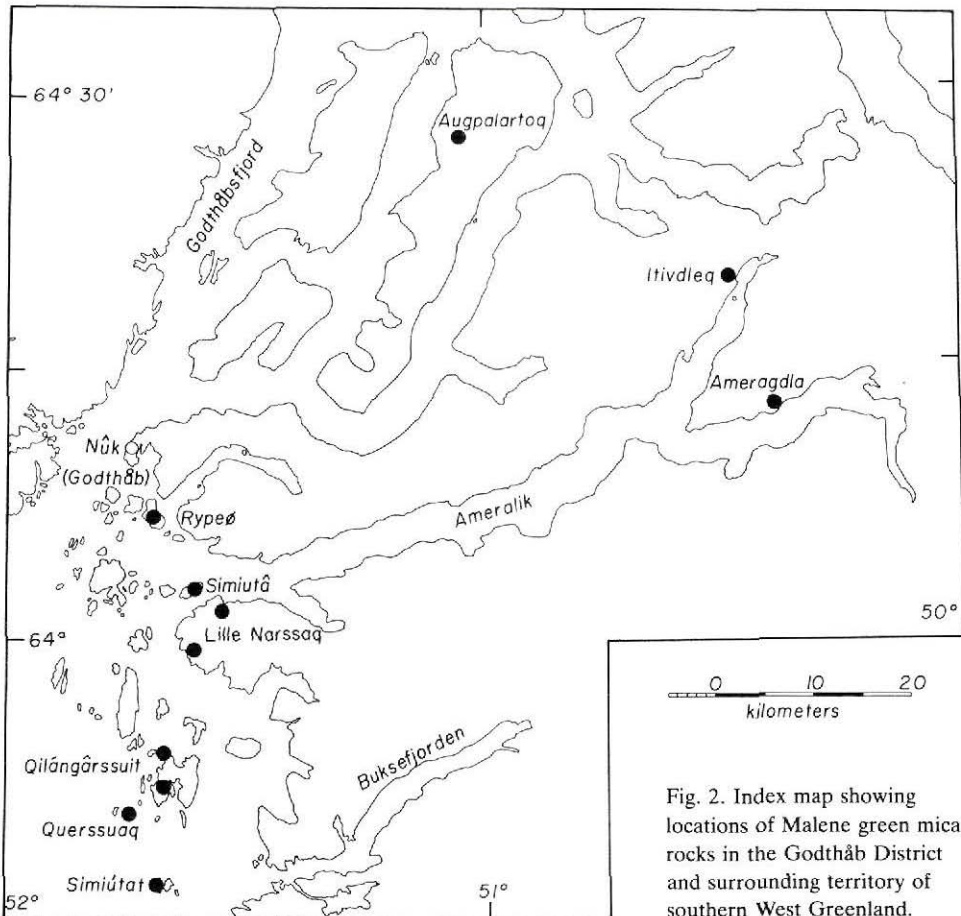 64° 30'
Augpalartoq
Godthåbsfjord
Itivdleq
Ameragdla
Nûk
(Godthåb)
Rypeø
Ameralik
Simiutâ
Lille Narssaq
64°
50°
0 10 20
kilometers
Buksefjorden
Qilángârssuit
Querssuaq
Simiútat
52°
51°
Fig. 2. Index map showing
locations of Malene green mica
rocks in the Godthåb District
and surrounding territory of
southern West Greenland.